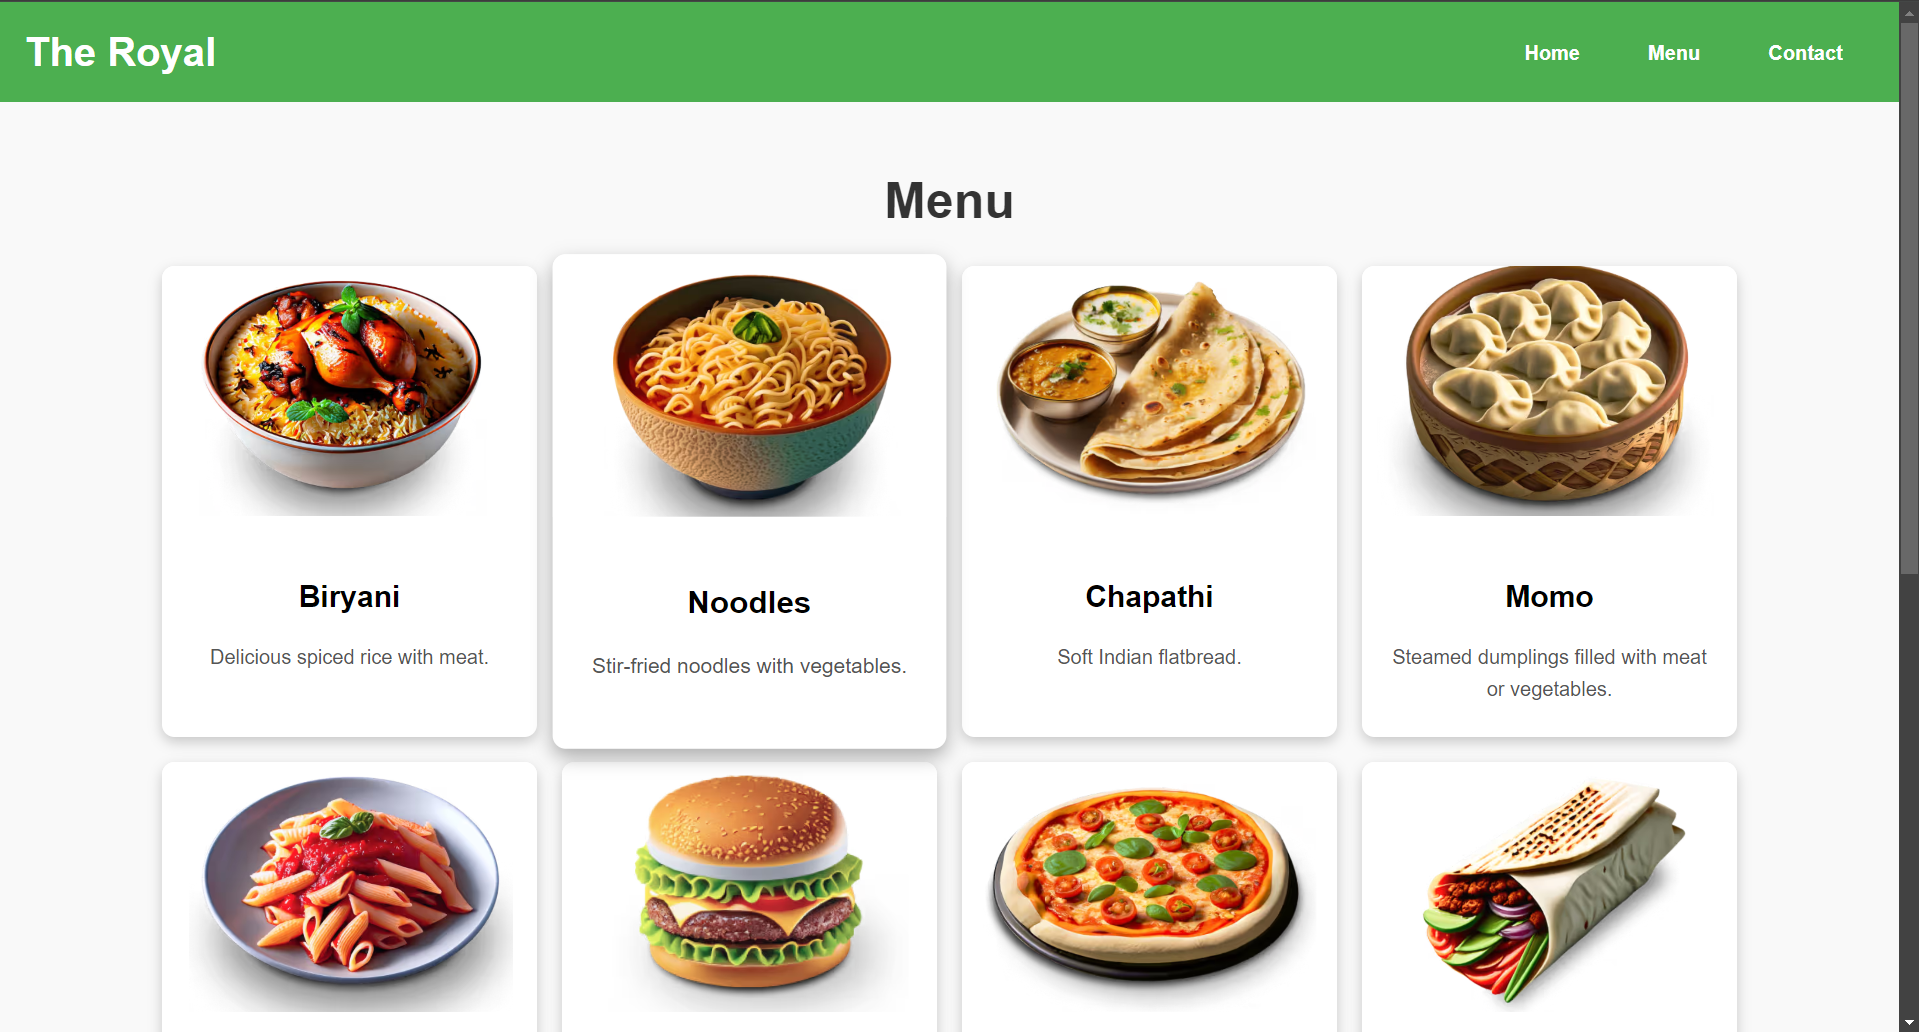 The Royal
Home
Menu
Contact
Menu
Biryani
Delicious spiced rice with meat.
Noodles
Stir-fried noodles with vegetables.
Chapathi
Soft Indian flatbread.
Momo
Steamed dumplings filled with meat
or vegetables.